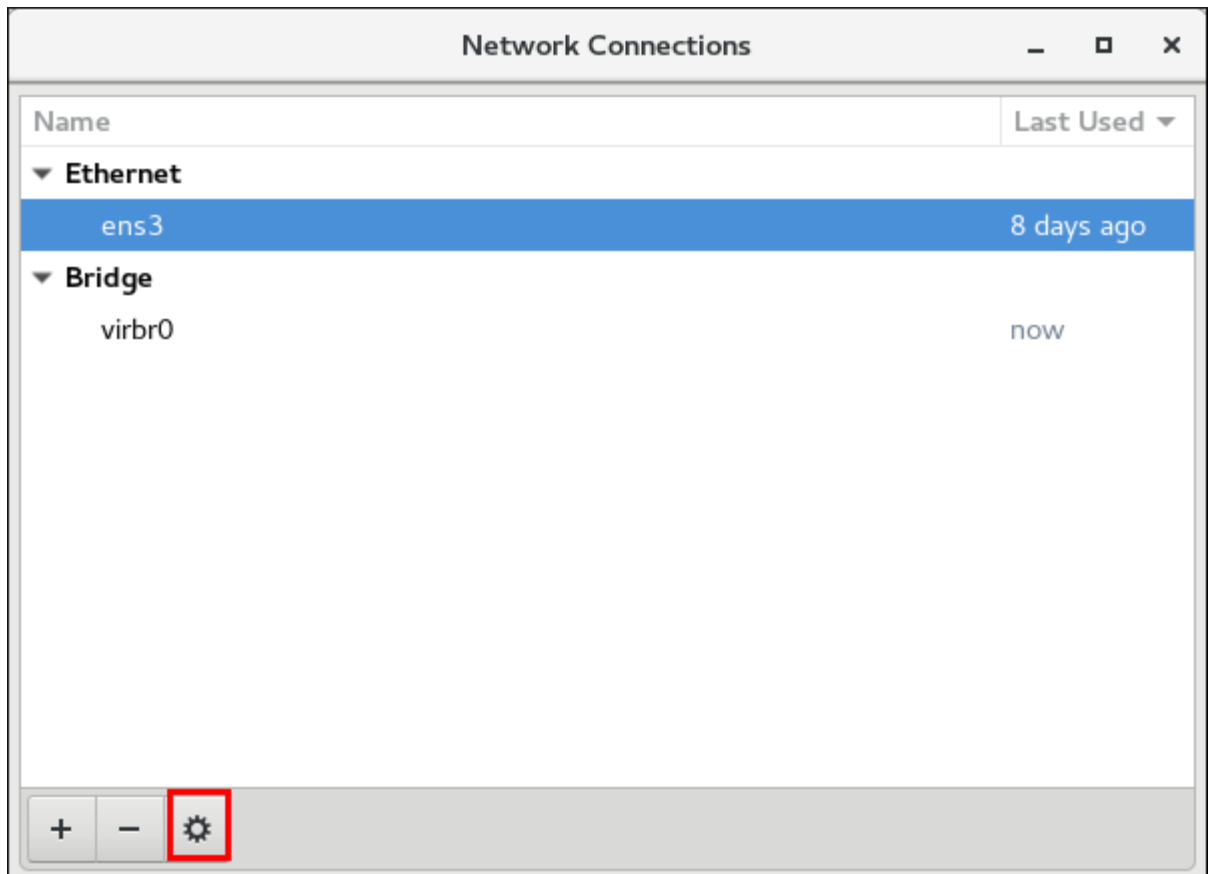 Network Connections
Name Last Used
Ethernet
ens3 8 days ago
Bridge
virbr0 now